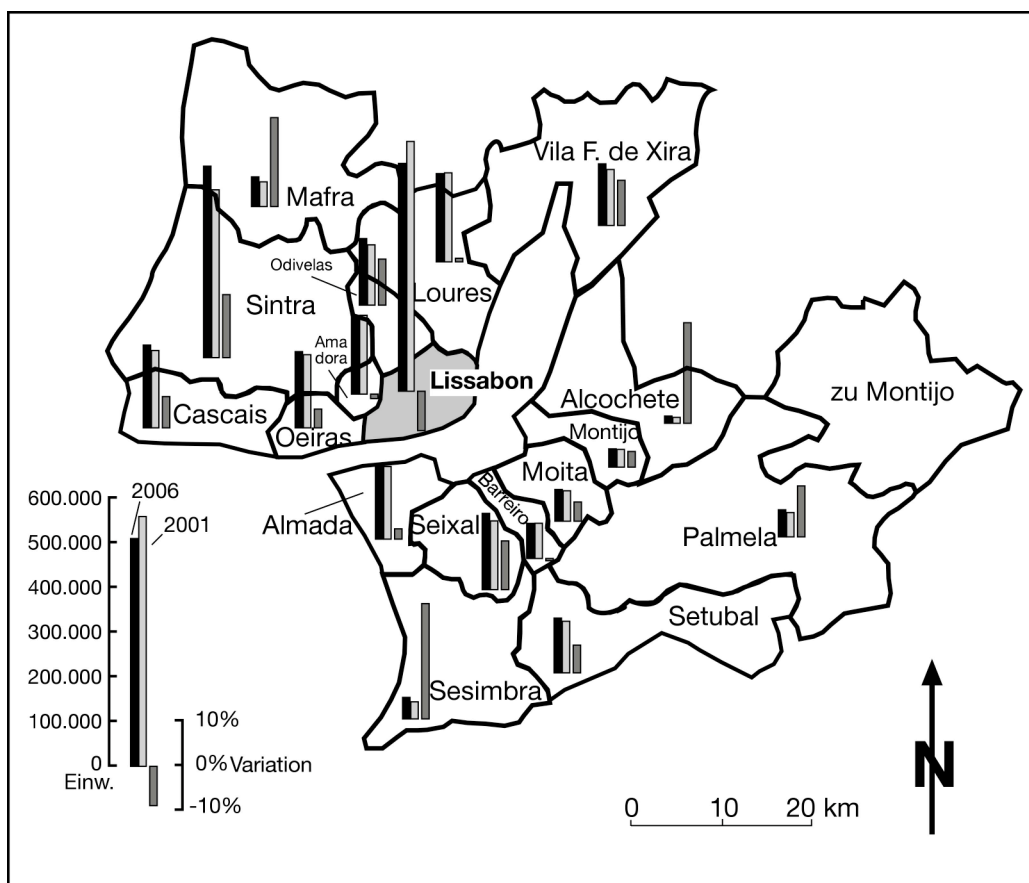 Vila F. de Xira
Mafra
Odivelas
Loures
Sintra
Ama
dora
Lissabon
zu Montijo
Cascais
Alcochete
Oeiras
Montijo
Moita
Barreiro
600.000
2006
2001
Almada
Seixal
Palmela
500.000
400.000
300.000
Setubal
200.000
Sesimbra
100.000
10%
0
0% Variation
Einw.
-10%
N
0
10
20 km